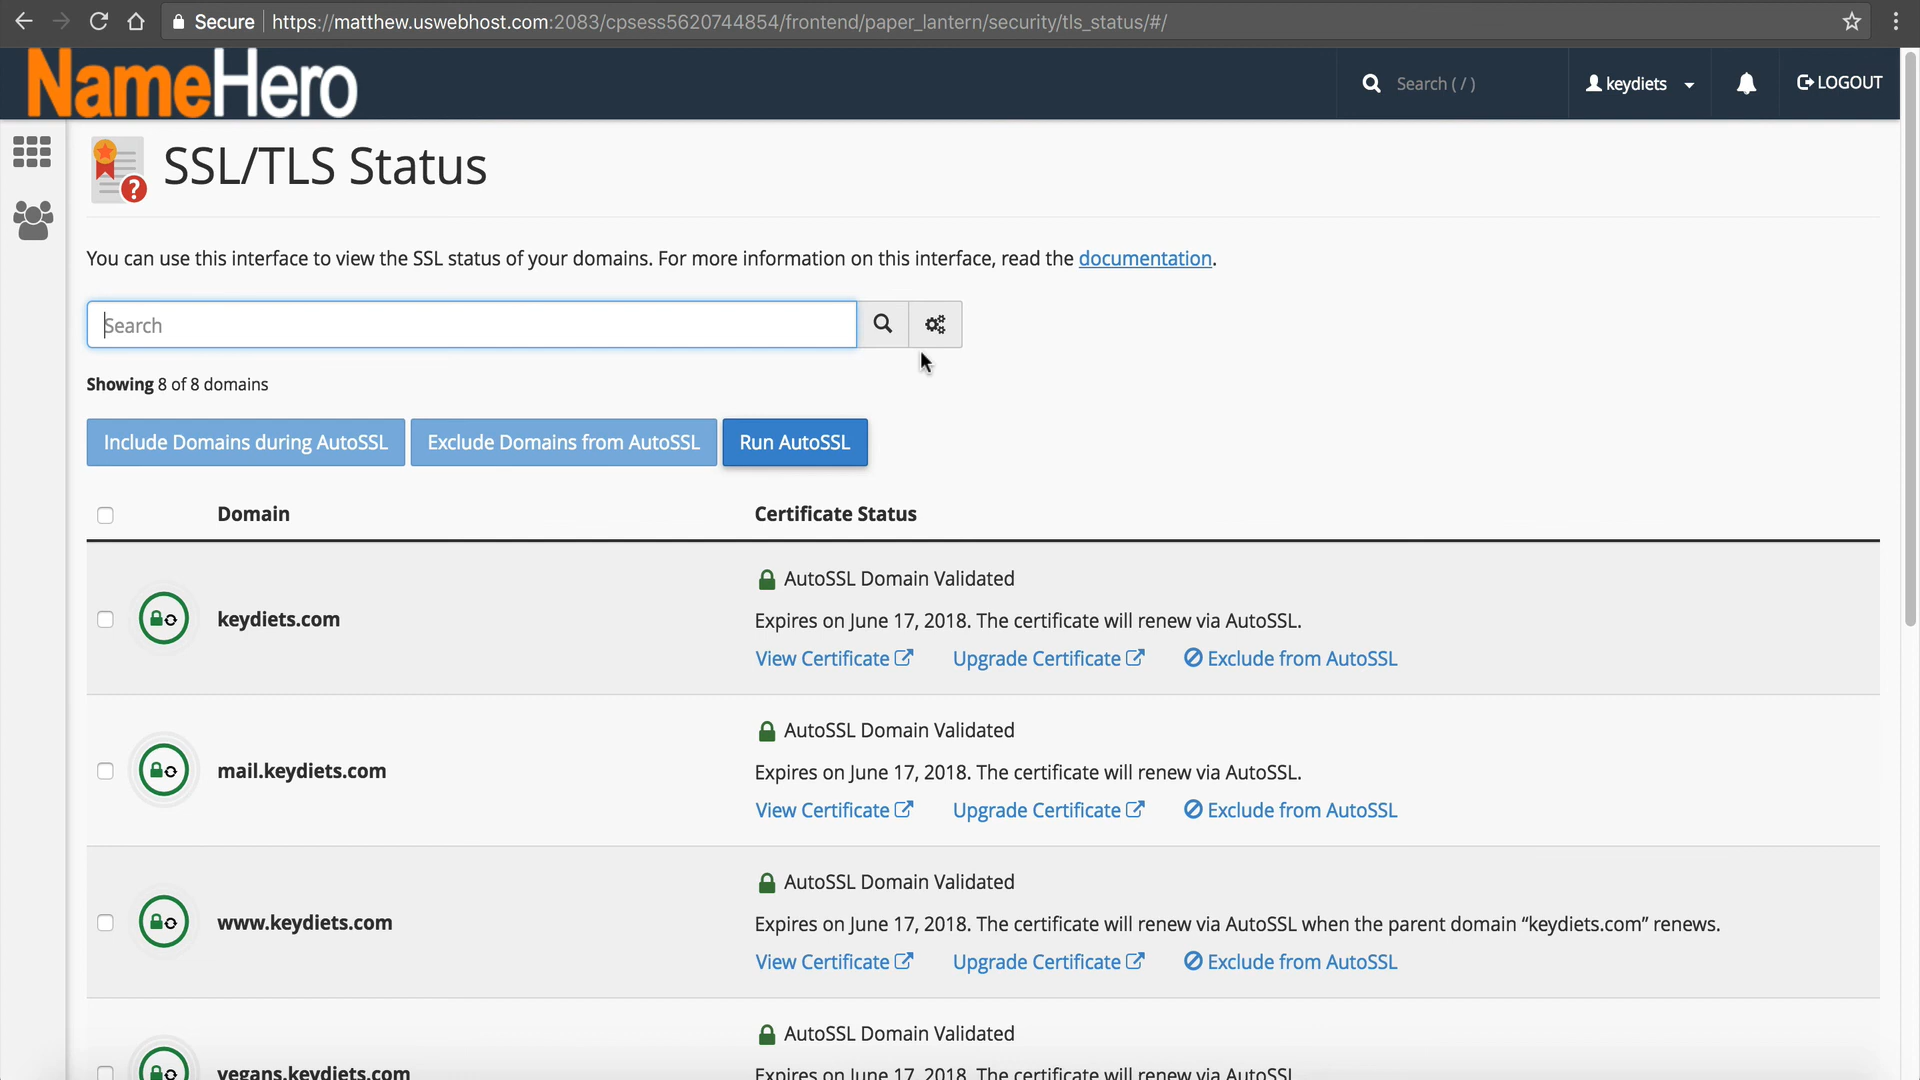 Secure https://matthew.uswebhost.com:2083/cpsess5620744854/frontend/paper_lantern/security/tls_status/#/
NameHero
Search ( / )
keydiets
LOGOUT
SSL/TLS Status
You can use this interface to view the SSL status of your domains. For more information on this interface, read the documentation.
Search
Showing 8 of 8 domains
Include Domains during AutoSSL Exclude Domains from AutoSSL Run AutoSSL
Domain Certificate Status
AutoSSL Domain Validated
keydiets.com Expires on June 17, 2018. The certificate will renew via AutoSSL.
View Certificate Upgrade Certificate Exclude from AutoSSL
AutoSSL Domain Validated
mail.keydiets.com Expires on June 17, 2018. The certificate will renew via AutoSSL.
View Certificate Upgrade Certificate Exclude from AutoSSL
AutoSSL Domain Validated
www.keydiets.com Expires on June 17, 2018. The certificate will renew via AutoSSL when the parent domain “keydiets.com” renews.
View Certificate Upgrade Certificate Exclude from AutoSSL
AutoSSL Domain Validated
vegans.keydiets.com Expires on June 17, 2018. The certificate will renew via AutoSSL.